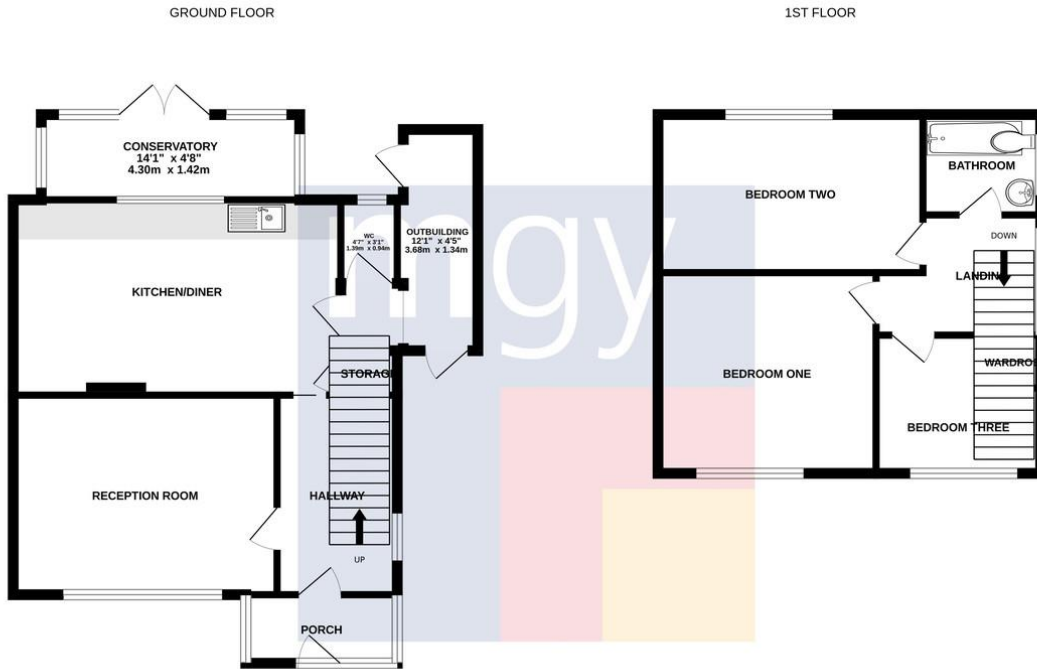 GROUND FLOOR
1ST FLOOR
CONSERVATORY
14'1" x 4'8"
4.30m x 1.42m
WC
4'7" x 3'1"
1.39m x 0.94m
OUTBUILDING
12'1" x 4'5"
3.68m x 1.34m
KITCHEN/DINER
STORAGE
RECEPTION ROOM
HALLWAY
UP
PORCH
mgy
BEDROOM TWO
BATHROOM
DOWN
LANDING
BEDROOM ONE
WARDROB
BEDROOM THREE